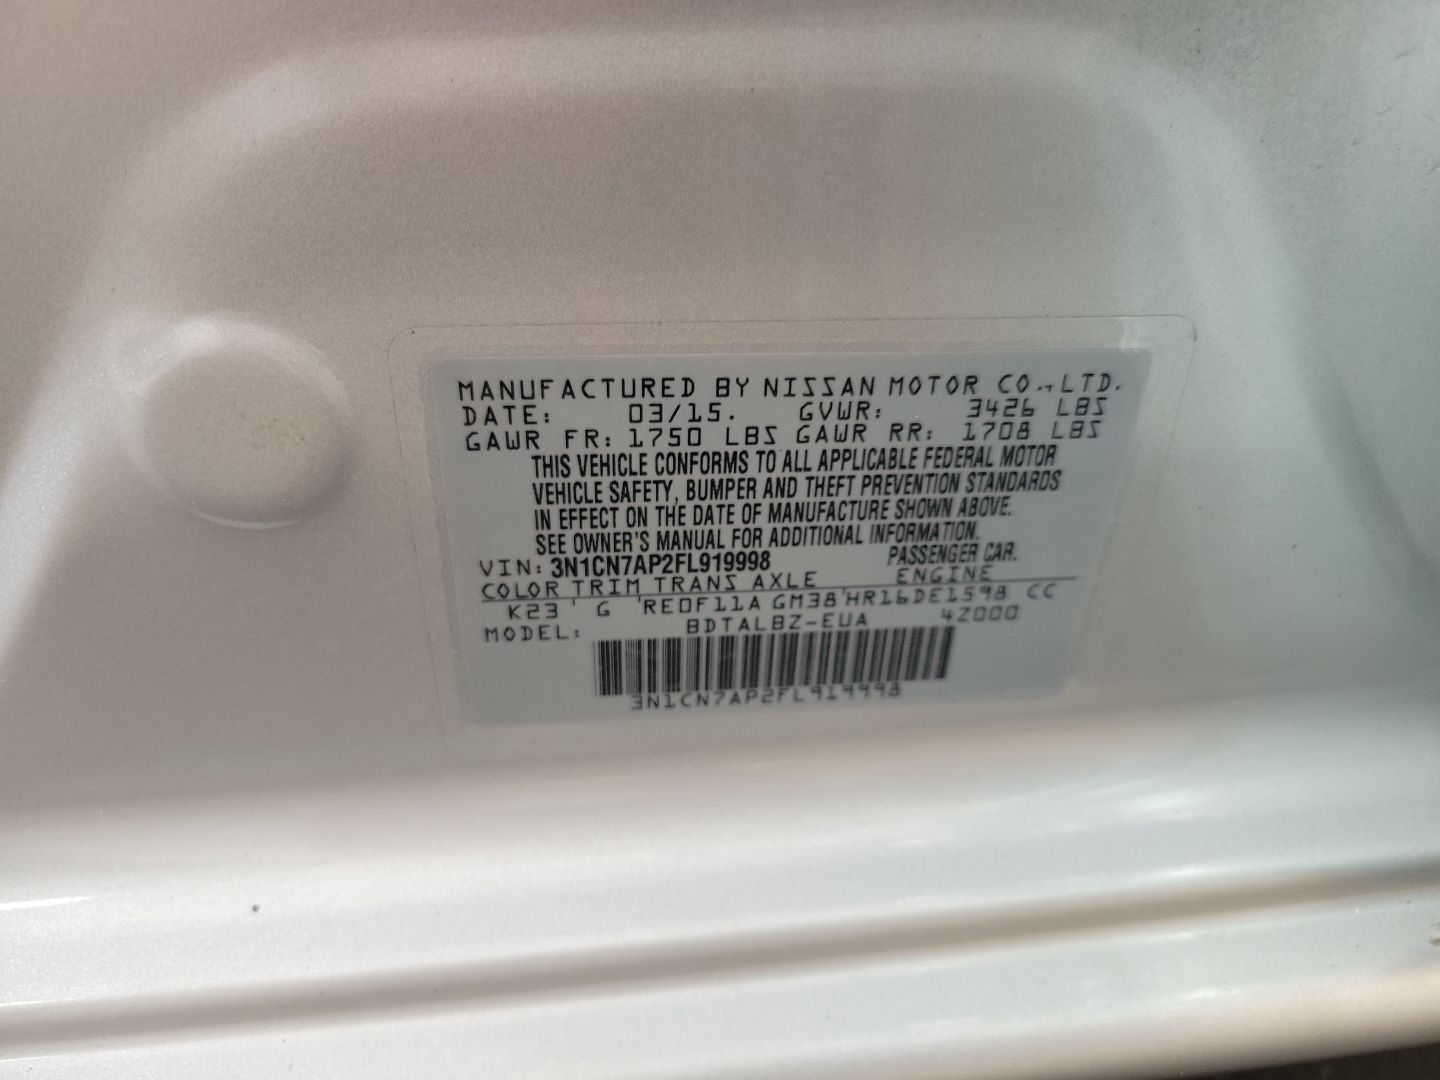 MANUFACTURED BY NISSAN MOTOR CO., LTD.
DATE: 03/15. GVWR: 3426 LBS
GAWR FR: 1750 LBS GAWR RR: 1708 LBS
THIS VEHICLE CONFORMS TO ALL APPLICABLE FEDERAL MOTOR
VEHICLE SAFETY, BUMPER AND THEFT PREVENTION STANDARDS
IN EFFECT ON THE DATE OF MANUFACTURE SHOWN ABOVE.
SEE OWNER'S MANUAL FOR ADDITIONAL INFORMATION.
VIN: 3N1CN7AP2FL919998 PASSENGER CAR.
COLOR TRIM TRANS AXLE ENGINE
K23 ' G 'RE0F11A GM38'HR16DE1598 CC
MODEL: BDTALBZ-EUA 4Z000
3N1CN7AP2FL919998